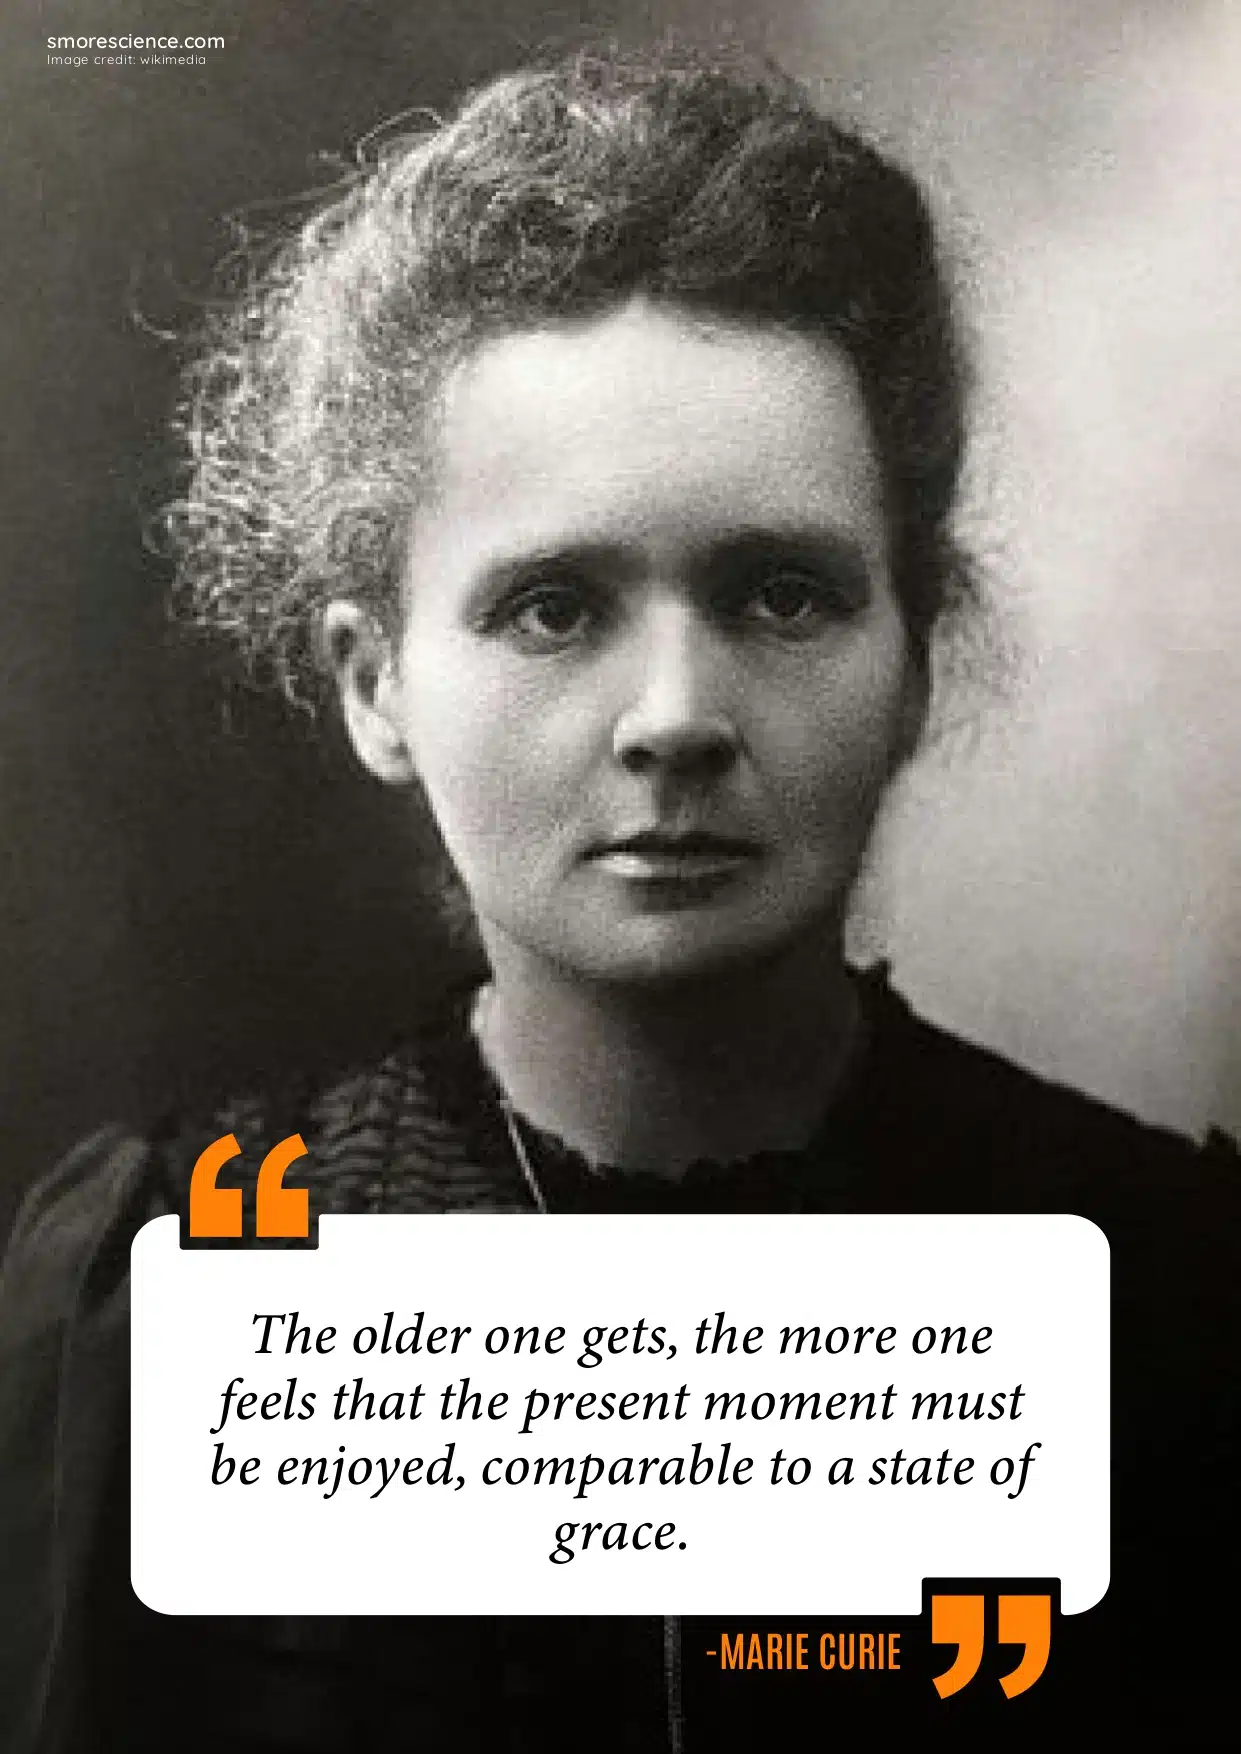 smorescience.com
Image credit: wikimedia
“
The older one gets, the more one
feels that the present moment must
be enjoyed, comparable to a state of
grace.
-MARIE CURIE ”